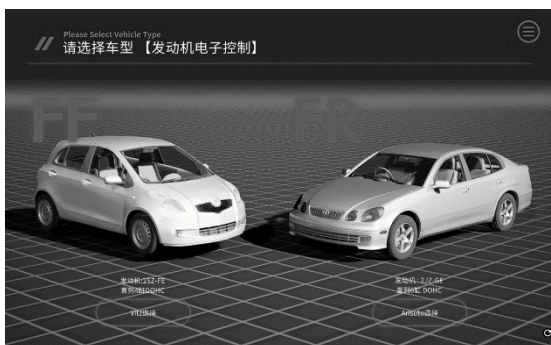 Please Select Vehicle Type
请选择车型 【发动机电子控制】
FF
FR
发动机:2SZ-FE
直列4缸DOHC
Vitz选择
发动机:2JZ-GE
直列6缸 DOHC
Aristo选择